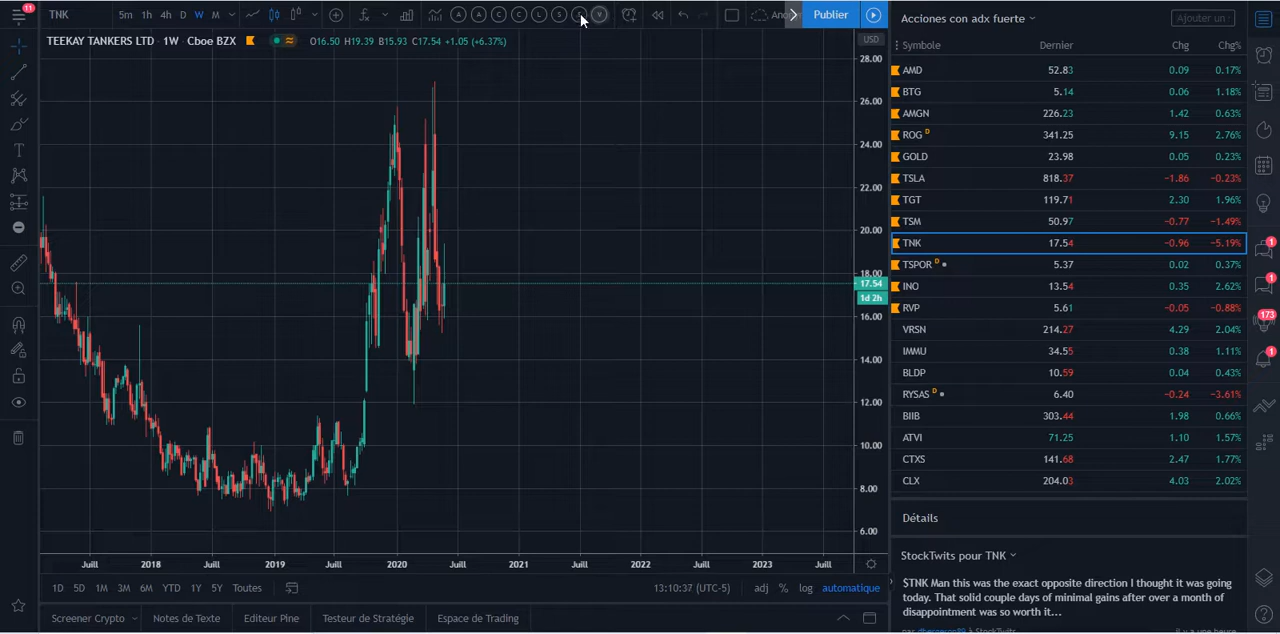 11
TNK
5m 1h 4h D W M
A A C C L S V
Ano
Publier
TEEKAY TANKERS LTD · 1W · Cboe BZX
O16.50 H19.39 B15.93 C17.54 +1.05 (+6.37%)
USD
28.00
26.00
24.00
22.00
20.00
18.00
17.54
1d 2h
16.00
14.00
12.00
10.00
8.00
6.00
Juill 2018 Juill 2019 Juill 2020 Juill 2021 Juill 2022 Juill 2023 Juill
1D 5D 1M 3M 6M YTD 1Y 5Y Toutes
13:10:37 (UTC-5) adj % log automatique
Screener Crypto Notes de Texte Editeur Pine Testeur de Stratégie Espace de Trading
Acciones con adx fuerte
Ajouter un
Symbole Dernier Chg Chg%
AMD 52.83 0.09 0.17%
BTG 5.14 0.06 1.18%
AMGN 226.23 1.42 0.63%
ROG D 341.25 9.15 2.76%
GOLD 23.98 0.05 0.23%
TSLA 818.37 −1.86 −0.23%
TGT 119.71 2.30 1.96%
TSM 50.97 −0.77 −1.49%
TNK 17.54 −0.96 −5.19%
TSPOR D 5.37 0.02 0.37%
INO 13.54 0.35 2.62%
RVP 5.61 −0.05 −0.88%
VRSN 214.27 4.29 2.04%
IMMU 34.55 0.38 1.11%
BLDP 10.59 0.04 0.43%
RYSAS D 6.40 −0.24 −3.61%
BIIB 303.44 1.98 0.66%
ATVI 71.25 1.10 1.57%
CTXS 141.68 2.47 1.77%
CLX 204.03 4.03 2.02%
Détails
StockTwits pour TNK
$TNK Man this was the exact opposite direction I thought it was going
today. That solid couple days of minimal gains after over a month of
disappointment was so worth it...
1
1
173
1